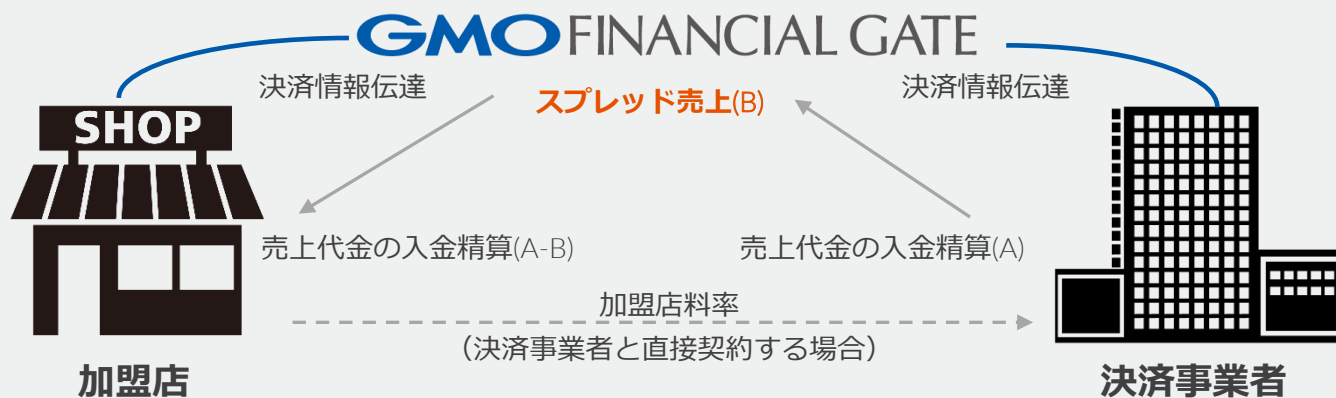 GMO FINANCIAL GATE
決済情報伝達
スプレッド売上(B)
決済情報伝達
SHOP
売上代金の入金精算(A-B)
売上代金の入金精算(A)
加盟店料率
（決済事業者と直接契約する場合）
加盟店
決済事業者